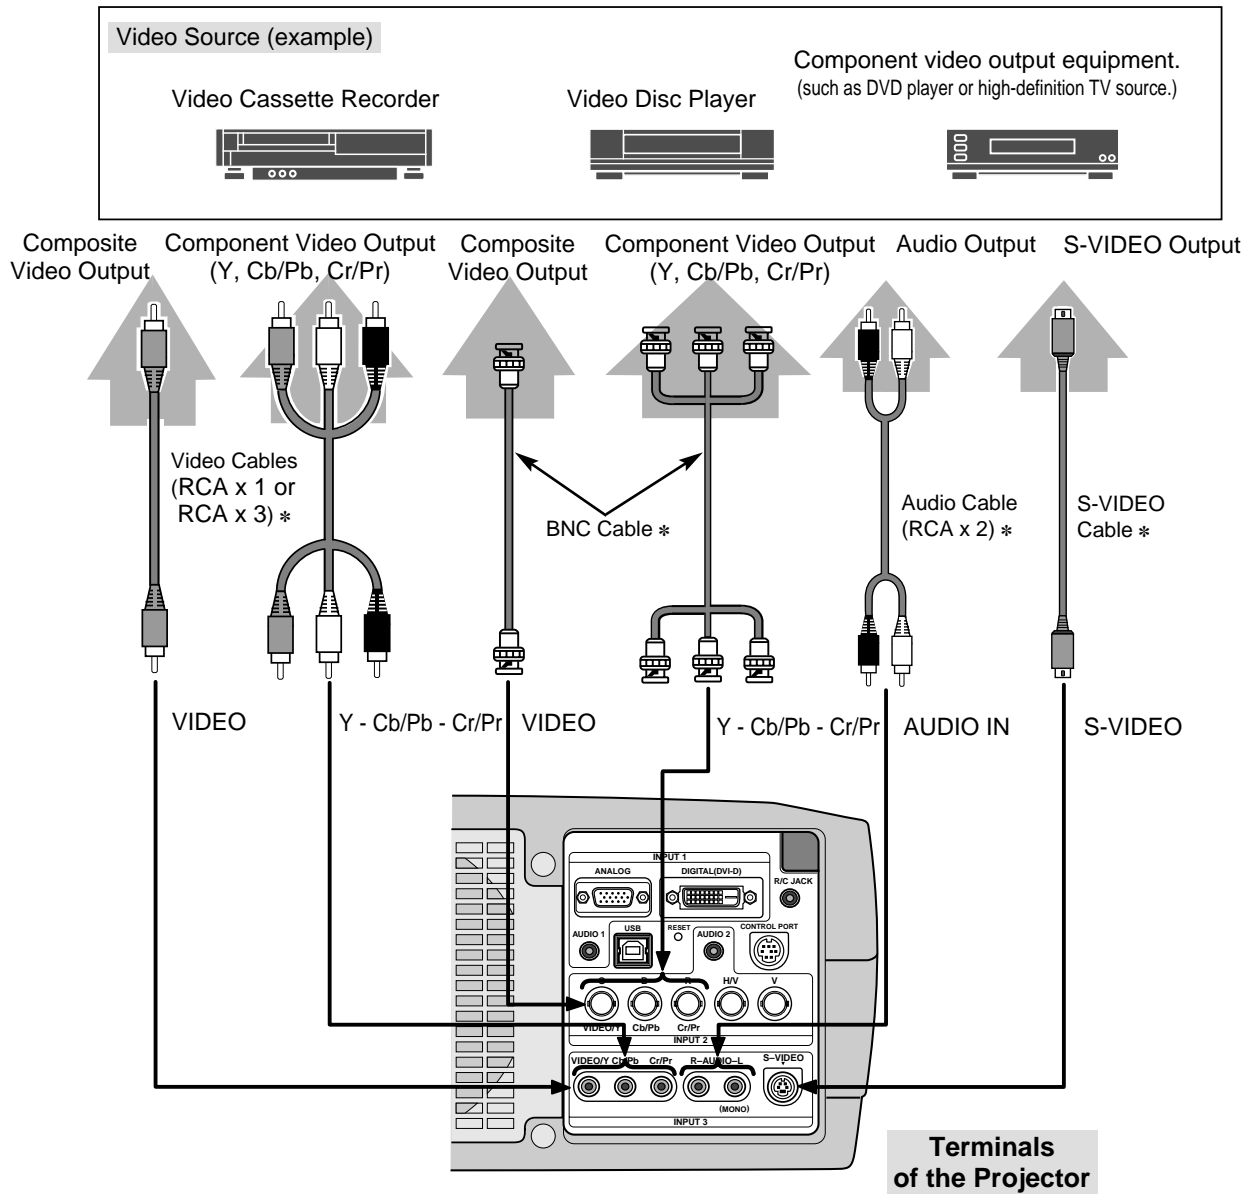 Video Source (example)
Component video output equipment.
(such as DVD player or high-definition TV source.)
Video Cassette Recorder
Video Disc Player
Composite
Video Output
Component Video Output
(Y, Cb/Pb, Cr/Pr)
Composite
Video Output
Component Video Output
(Y, Cb/Pb, Cr/Pr)
Audio Output
S-VIDEO Output
Video Cables
(RCA x 1 or
RCA x 3) *
BNC Cable *
Audio Cable
(RCA x 2) *
S-VIDEO
Cable *
VIDEO
Y - Cb/Pb - Cr/Pr
VIDEO
Y - Cb/Pb - Cr/Pr
AUDIO IN
S-VIDEO
INPUT 1
ANALOG
DIGITAL(DVI-D)
R/C JACK
AUDIO 1
USB
RESET
AUDIO 2
CONTROL PORT
R
H/V
V
VIDEO/Y
Cb/Pb
Cr/Pr
INPUT 2
VIDEO/Y
Cb/Pb
Cr/Pr
R–AUDIO–L
S–VIDEO
(MONO)
INPUT 3
Terminals
of the Projector